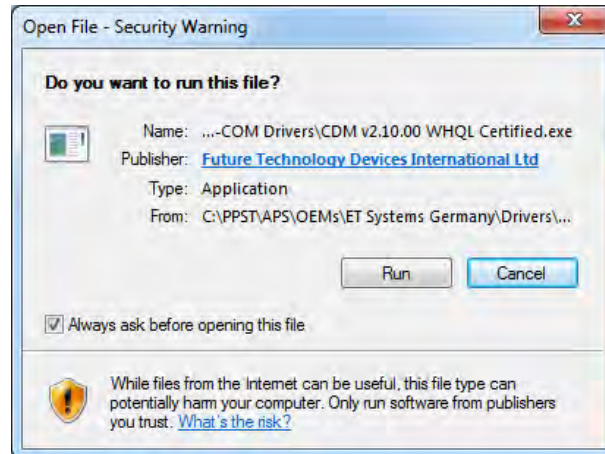 Open File - Security Warning
Do you want to run this file?
Name: ...-COM Drivers\CDM v2.10.00 WHQL Certified.exe
Publisher: Future Technology Devices International Ltd
Type: Application
From: C:\PPST\APS\OEMs\ET Systems Germany\Drivers\...
Run Cancel
Always ask before opening this file
While files from the Internet can be useful, this file type can
potentially harm your computer. Only run software from publishers
you trust. What's the risk?